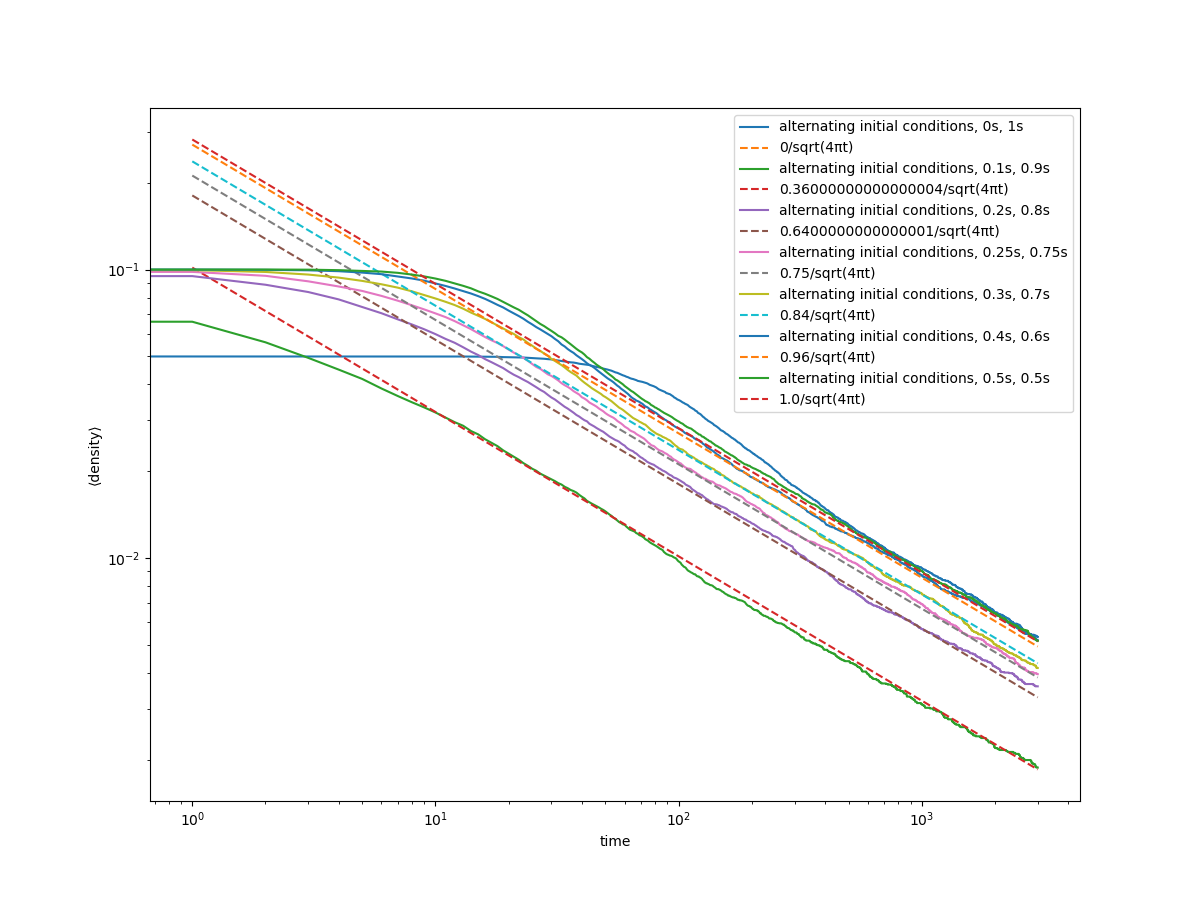 alternating initial conditions, 0s, 1s
0/sqrt(4πt)
alternating initial conditions, 0.1s, 0.9s
0.36000000000000004/sqrt(4πt)
alternating initial conditions, 0.2s, 0.8s
0.6400000000000001/sqrt(4πt)
alternating initial conditions, 0.25s, 0.75s
0.75/sqrt(4πt)
alternating initial conditions, 0.3s, 0.7s
0.84/sqrt(4πt)
alternating initial conditions, 0.4s, 0.6s
0.96/sqrt(4πt)
alternating initial conditions, 0.5s, 0.5s
1.0/sqrt(4πt)
10⁻¹
10⁻²
⟨density⟩
10⁰ 10¹ 10² 10³
time